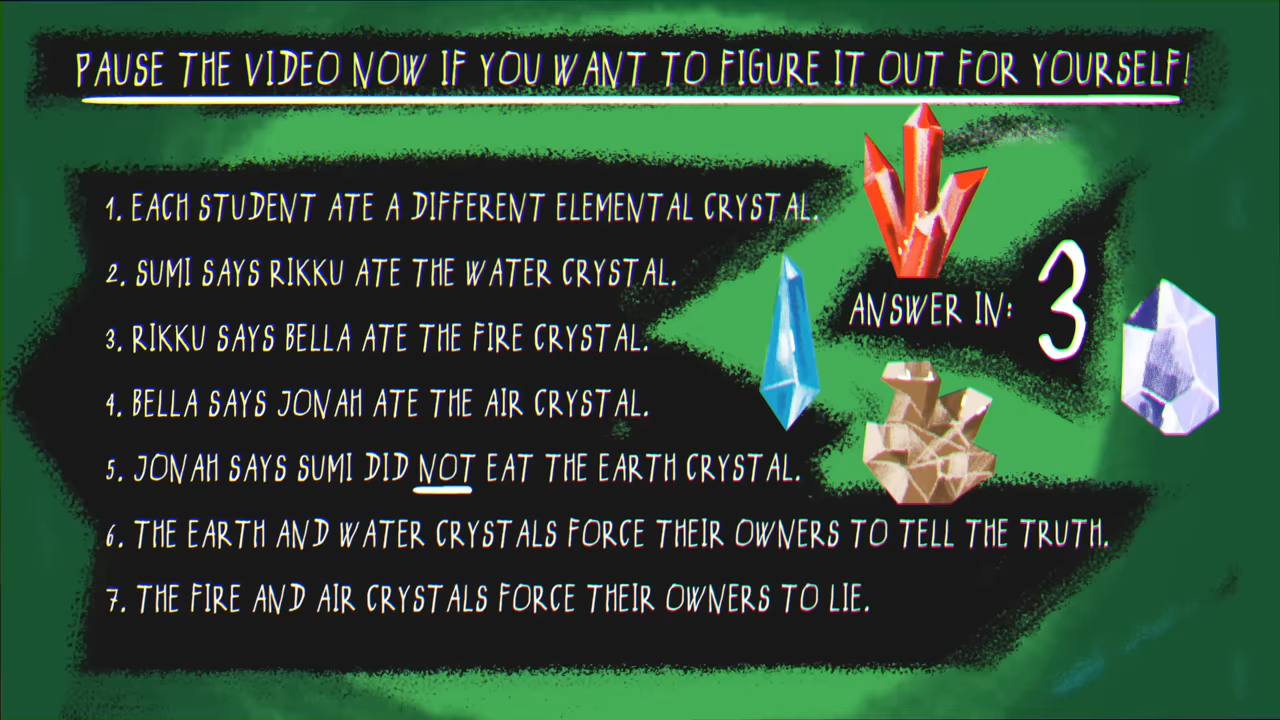 PAUSE THE VIDEO NOW IF YOU WANT TO FIGURE IT OUT FOR YOURSELF!
1. EACH STUDENT ATE A DIFFERENT ELEMENTAL CRYSTAL.
2. SUMI SAYS RIKKU ATE THE WATER CRYSTAL.
3. RIKKU SAYS BELLA ATE THE FIRE CRYSTAL.
4. BELLA SAYS JONAH ATE THE AIR CRYSTAL.
5. JONAH SAYS SUMI DID NOT EAT THE EARTH CRYSTAL.
6. THE EARTH AND WATER CRYSTALS FORCE THEIR OWNERS TO TELL THE TRUTH.
7. THE FIRE AND AIR CRYSTALS FORCE THEIR OWNERS TO LIE.
ANSWER IN: 3